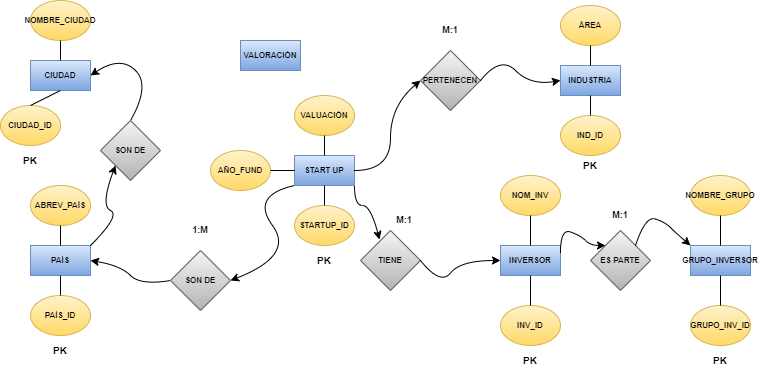 NOMBRE_CIUDAD
ÁREA
M:1
VALORACIÓN
CIUDAD
PERTENECEN
INDUSTRIA
VALUACIÓN
CIUDAD_ID
IND_ID
SON DE
PK
PK
AÑO_FUND
START UP
ABREV_PAÍS
NOM_INV
NOMBRE_GRUPO
STARTUP_ID
M:1
M:1
1:M
PK
PAÍS
TIENE
INVERSOR
ES PARTE
GRUPO_INVERSOR
SON DE
PAÍS_ID
INV_ID
GRUPO_INV_ID
PK
PK
PK